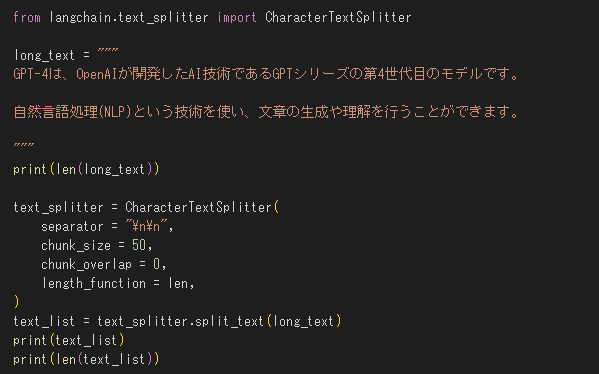 from langchain.text_splitter import CharacterTextSplitter
long_text = """
GPT-4は、OpenAIが開発したAI技術であるGPTシリーズの第4世代目のモデルです。
自然言語処理(NLP)という技術を使い、文章の生成や理解を行うことができます。
"""
print(len(long_text))
text_splitter = CharacterTextSplitter(
    separator = "¥n¥n",
    chunk_size = 50,
    chunk_overlap = 0,
    length_function = len,
)
text_list = text_splitter.split_text(long_text)
print(text_list)
print(len(text_list))